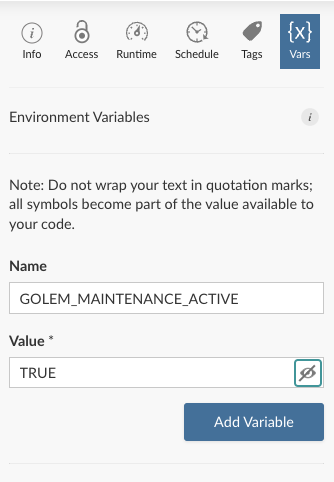 Info Access Runtime Schedule Tags {x} Vars
Environment Variables i
Note: Do not wrap your text in quotation marks;
all symbols become part of the value available to
your code.
Name
GOLEM_MAINTENANCE_ACTIVE
Value *
TRUE
Add Variable